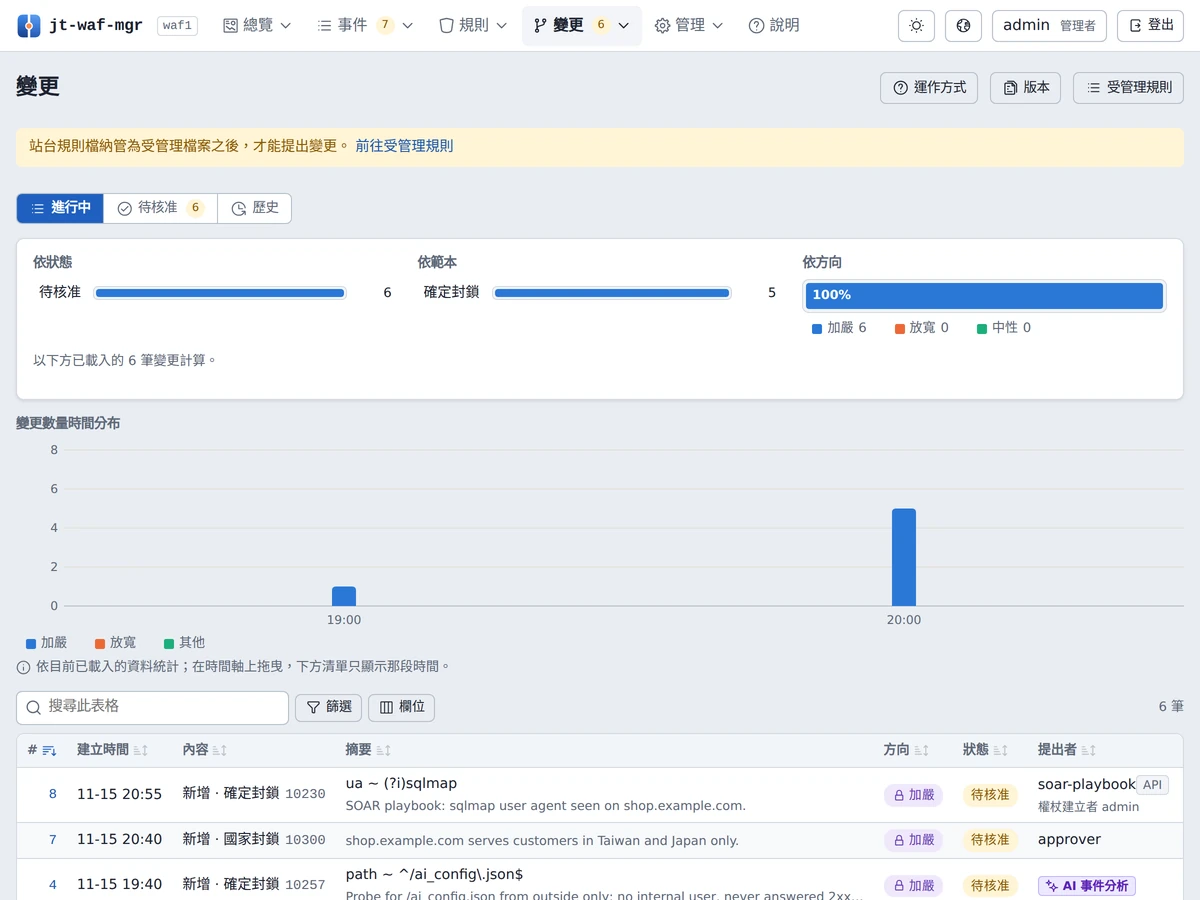 jt-waf-mgr waf1 總覽 事件 7 規則 變更 6 管理 說明 admin 管理者 登出
變更 運作方式 版本 受管理規則
站台規則檔納管為受管理檔案之後，才能提出變更。 前往受管理規則
進行中 待核准 6 歷史
依狀態 依範本 依方向
待核准 6 確定封鎖 5 100%
加嚴 6 放寬 0 中性 0
以下方已載入的 6 筆變更計算。
變更數量時間分布
8
6
4
2
0
19:00 20:00
加嚴 放寬 其他
依目前已載入的資料統計；在時間軸上拖曳，下方清單只顯示那段時間。
搜尋此表格 篩選 欄位 6 筆
# 建立時間 內容 摘要 方向 狀態 提出者
8 11-15 20:55 新增 · 確定封鎖 10230 ua ~ (?i)sqlmap 加嚴 待核准 soar-playbook API
SOAR playbook: sqlmap user agent seen on shop.example.com. 權杖建立者 admin
7 11-15 20:40 新增 · 國家封鎖 10300 shop.example.com serves customers in Taiwan and Japan only. 加嚴 待核准 approver
4 11-15 19:40 新增 · 確定封鎖 10257 path ~ ^/ai_config\.json$ 加嚴 待核准 AI 事件分析
Probe for /ai_config.json from outside only; no internal user, never answered 2xx...